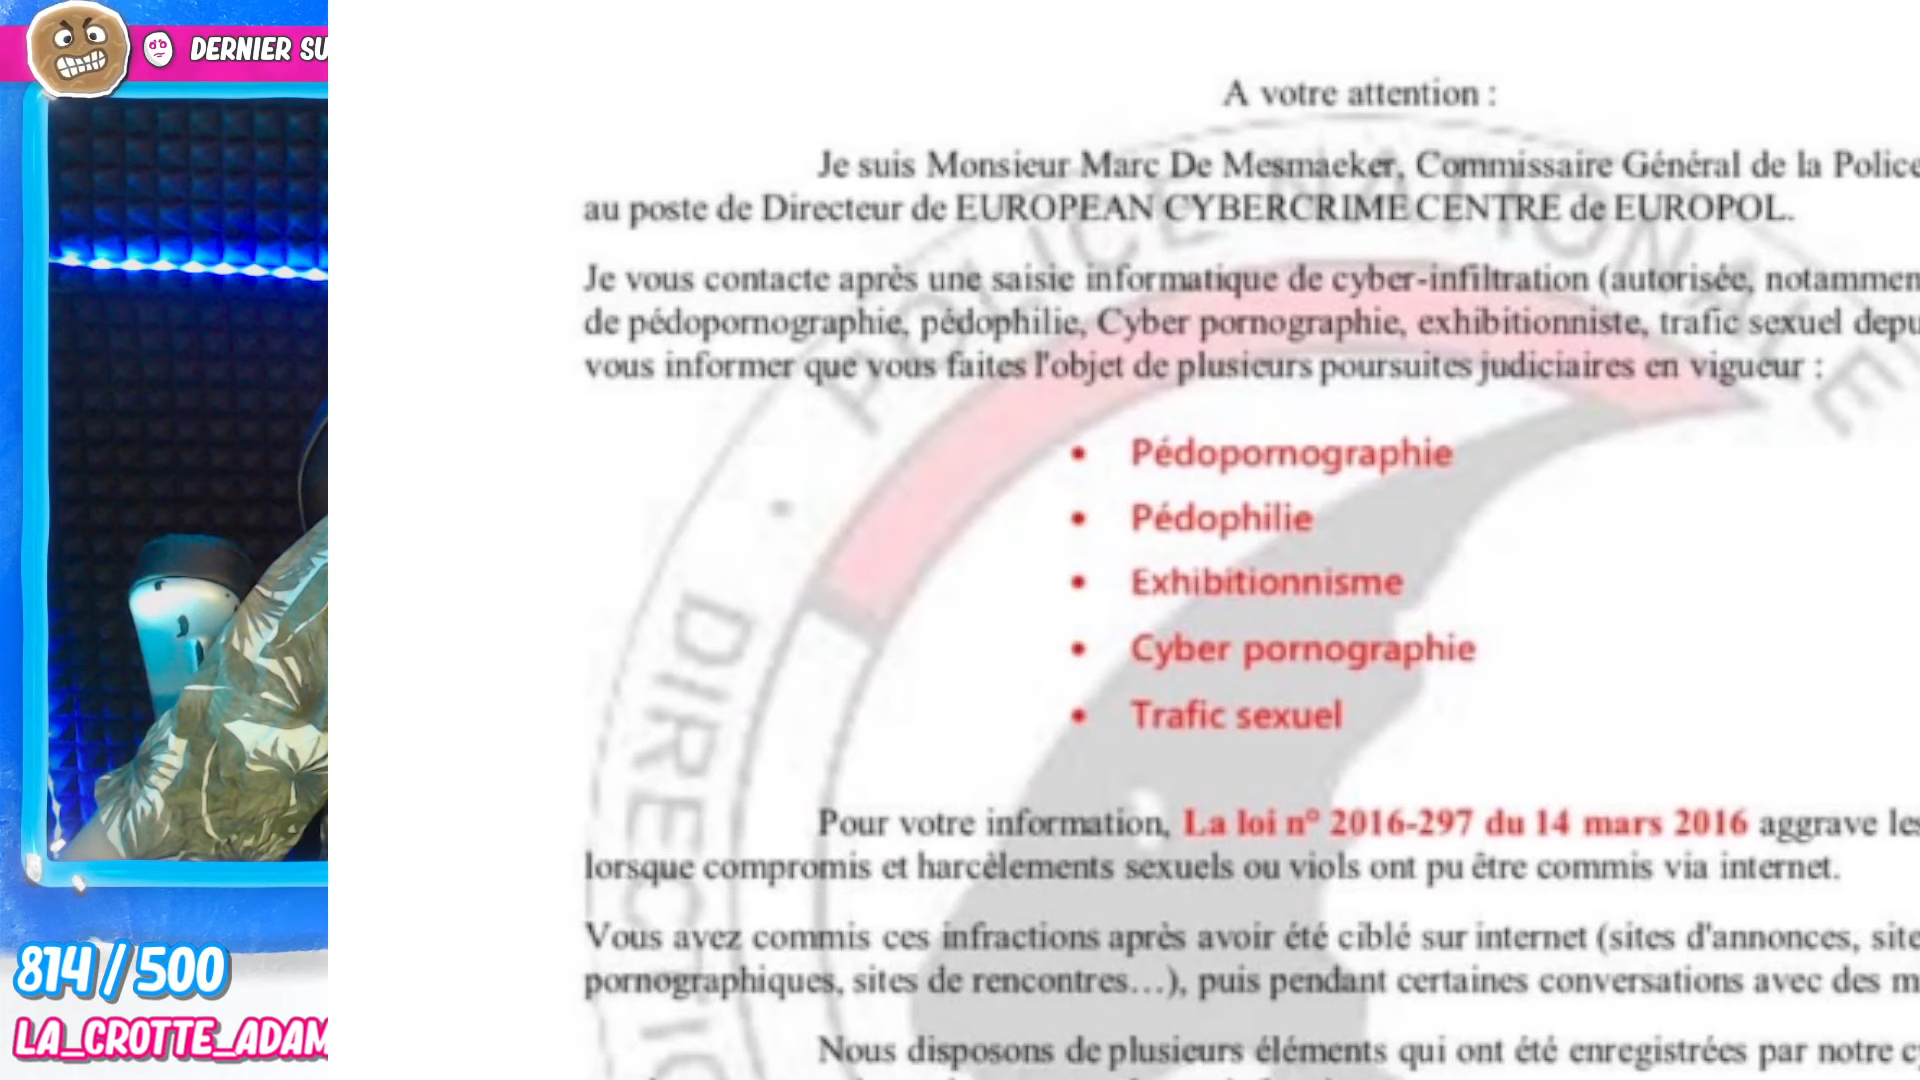 DERNIER SU
A votre attention :
Je suis Monsieur Marc De Mesmaeker, Commissaire Général de la Police
au poste de Directeur de EUROPEAN CYBERCRIME CENTRE de EUROPOL.
Je vous contacte après une saisie informatique de cyber-infiltration (autorisée, notammen
de pédopornographie, pédophilie, Cyber pornographie, exhibitionniste, trafic sexuel depu
vous informer que vous faites l'objet de plusieurs poursuites judiciaires en vigueur :
POLICE NATIONALE
• Pédopornographie
• Pédophilie
• Exhibitionnisme
• Cyber pornographie
• Trafic sexuel
DIREC
Pour votre information, La loi n° 2016-297 du 14 mars 2016 aggrave les
lorsque compromis et harcèlements sexuels ou viols ont pu être commis via internet.
Vous avez commis ces infractions après avoir été ciblé sur internet (sites d'annonces, site
pornographiques, sites de rencontres…), puis pendant certaines conversations avec des m
Nous disposons de plusieurs éléments qui ont été enregistrées par notre c
814 / 500
LA_CROTTE_ADAM